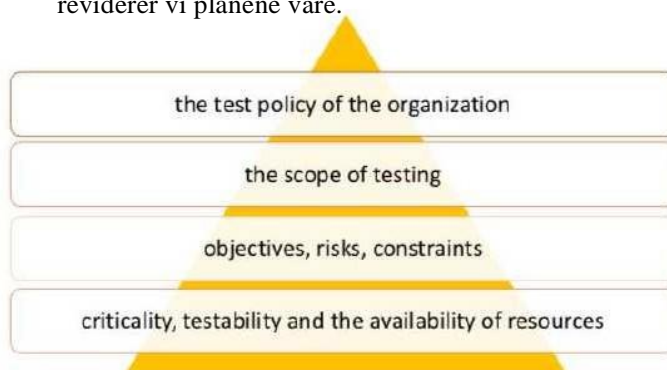 reviderer vi planene våre.
the test policy of the organization
the scope of testing
objectives, risks, constraints
criticality, testability and the availability of resources